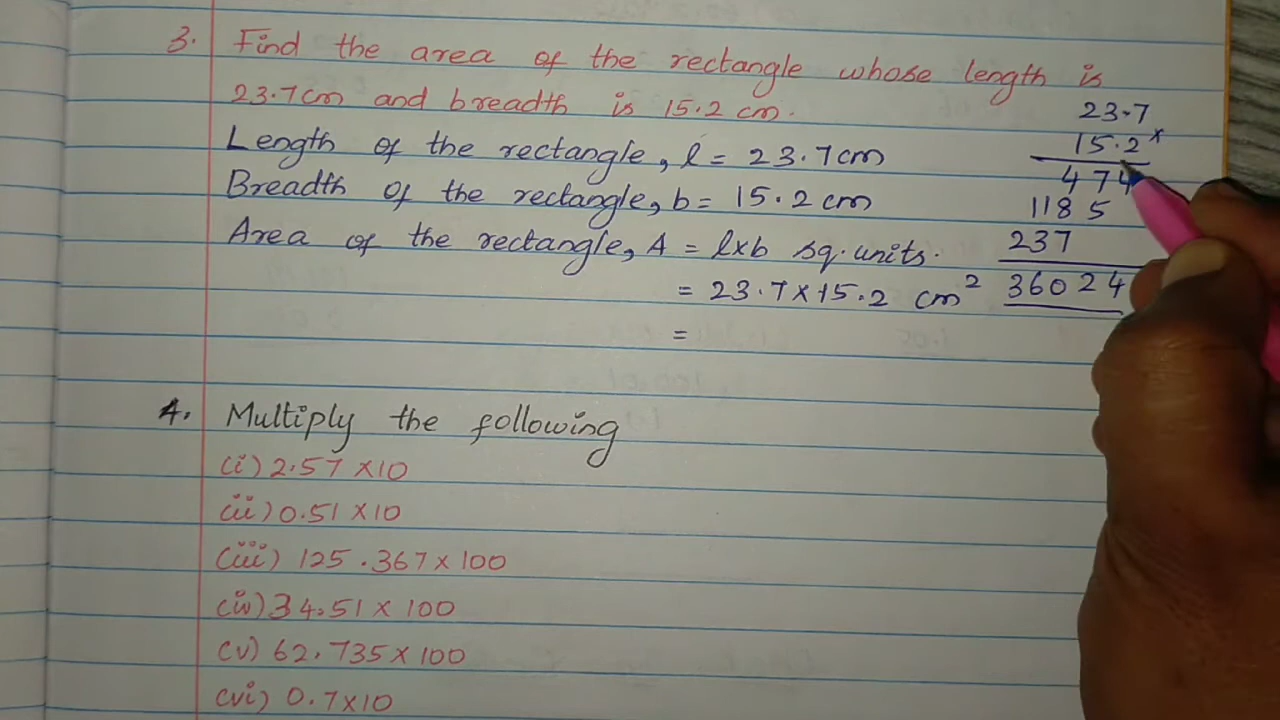 3. Find the area of the rectangle whose length is
23.7cm and breadth is 15.2 cm.
Length of the rectangle, l = 23.7cm
Breadth of the rectangle, b = 15.2 cm
Area of the rectangle, A = l×b sq.units.
= 23.7×15.2 cm²
=
23.7
15.2 ×
474
1185
237
36024
4. Multiply the following
(i) 2.57 ×10
(ii) 0.51 ×10
(iii) 125.367× 100
(iv) 34.51 × 100
(v) 62.735× 100
(vi) 0.7×10